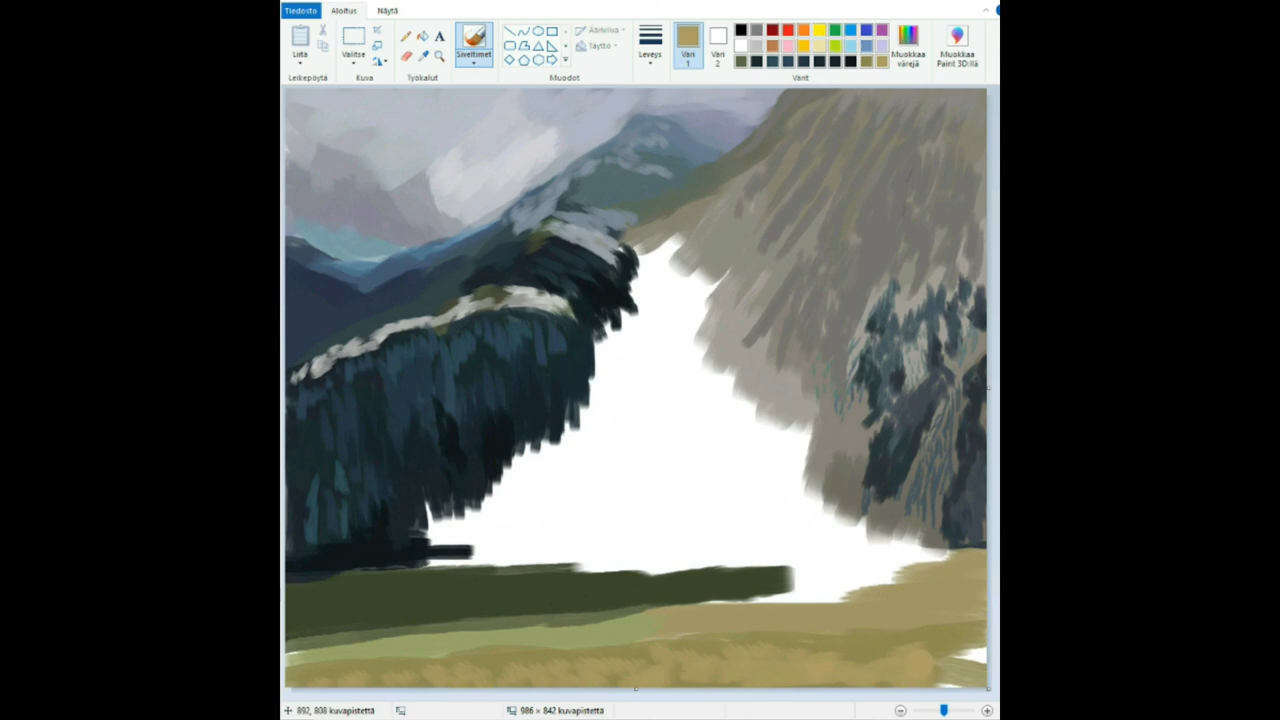 Tiedosto Aloitus Näytä
Liitä Valitse A Siveltimet Ääriviiva Täyttö Leveys Väri 1 Väri 2 Muokkaa värejä Muokkaa Paint 3D:llä
Leikepöytä Kuva Työkalut Muodot Värit
892, 808 kuvapistettä 986 × 842 kuvapistettä